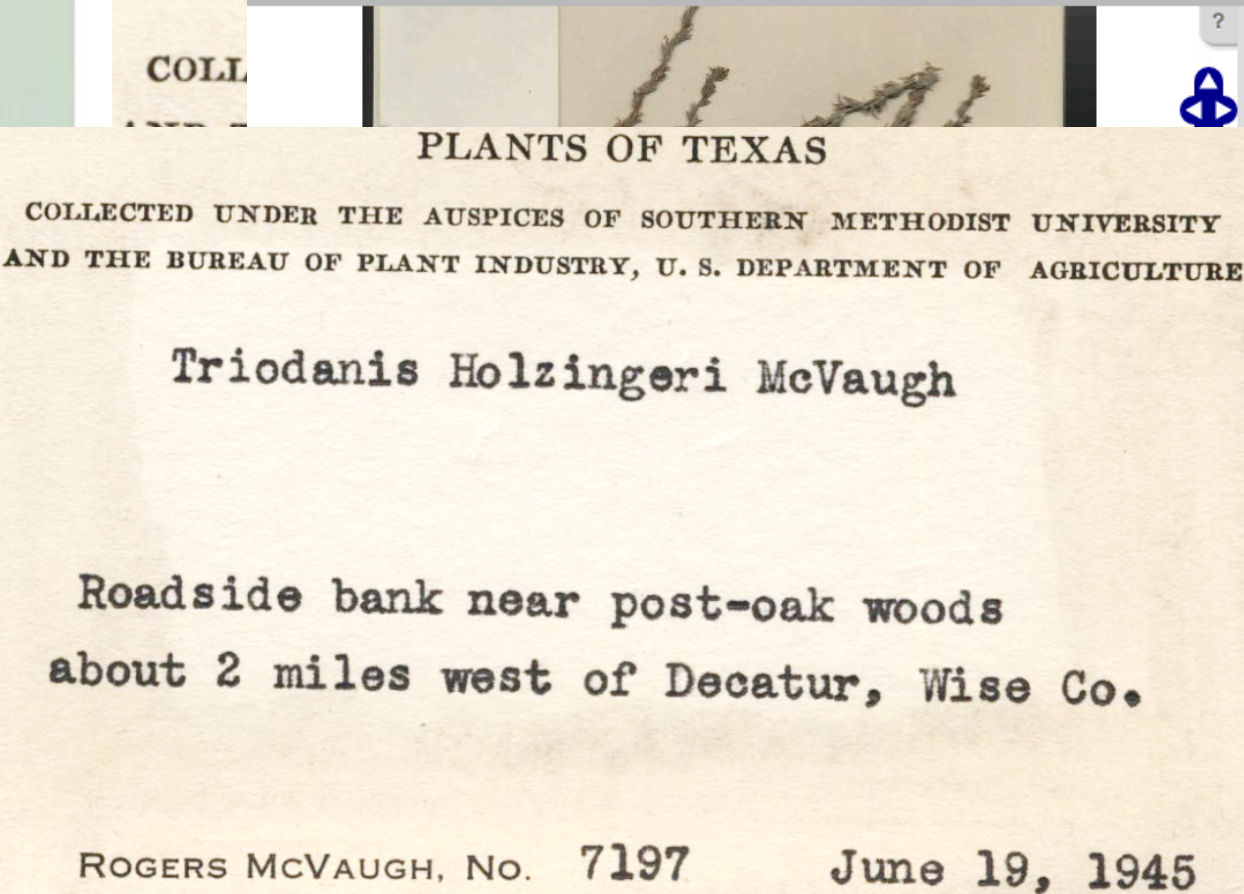 ?
COLL
PLANTS OF TEXAS
COLLECTED UNDER THE AUSPICES OF SOUTHERN METHODIST UNIVERSITY
AND THE BUREAU OF PLANT INDUSTRY, U. S. DEPARTMENT OF AGRICULTURE
Triodanis Holzingeri McVaugh
Roadside bank near post-oak woods
about 2 miles west of Decatur, Wise Co.
ROGERS MCVAUGH, No. 7197 June 19, 1945